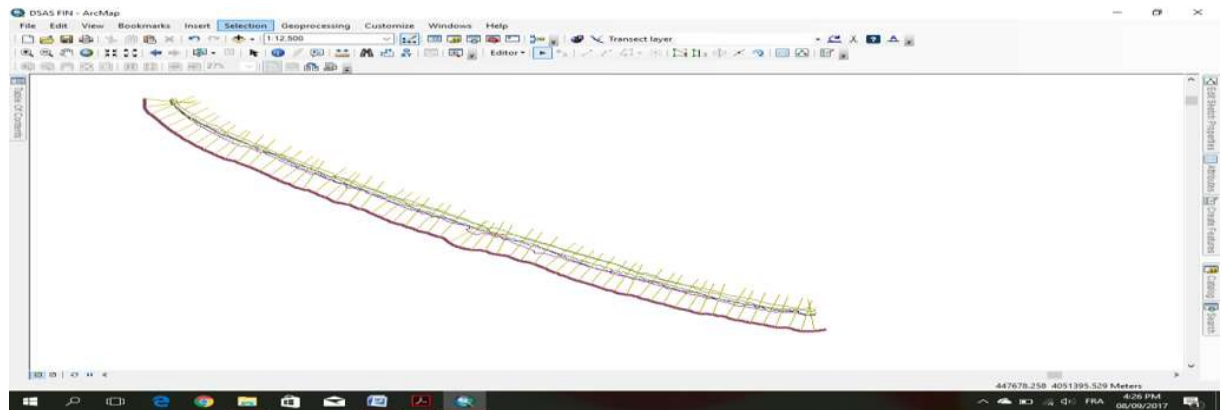 DSAS FIN - ArcMap
File Edit View Bookmarks Insert Selection Geoprocessing Customize Windows Help
1:12,500 Transect layer
Editor
Table Of Contents
Edit Sketch Properties
Attributes
Create Features
Catalog
Search
447678.258 4051395.529 Meters
FRA
4:26 PM
08/09/2017